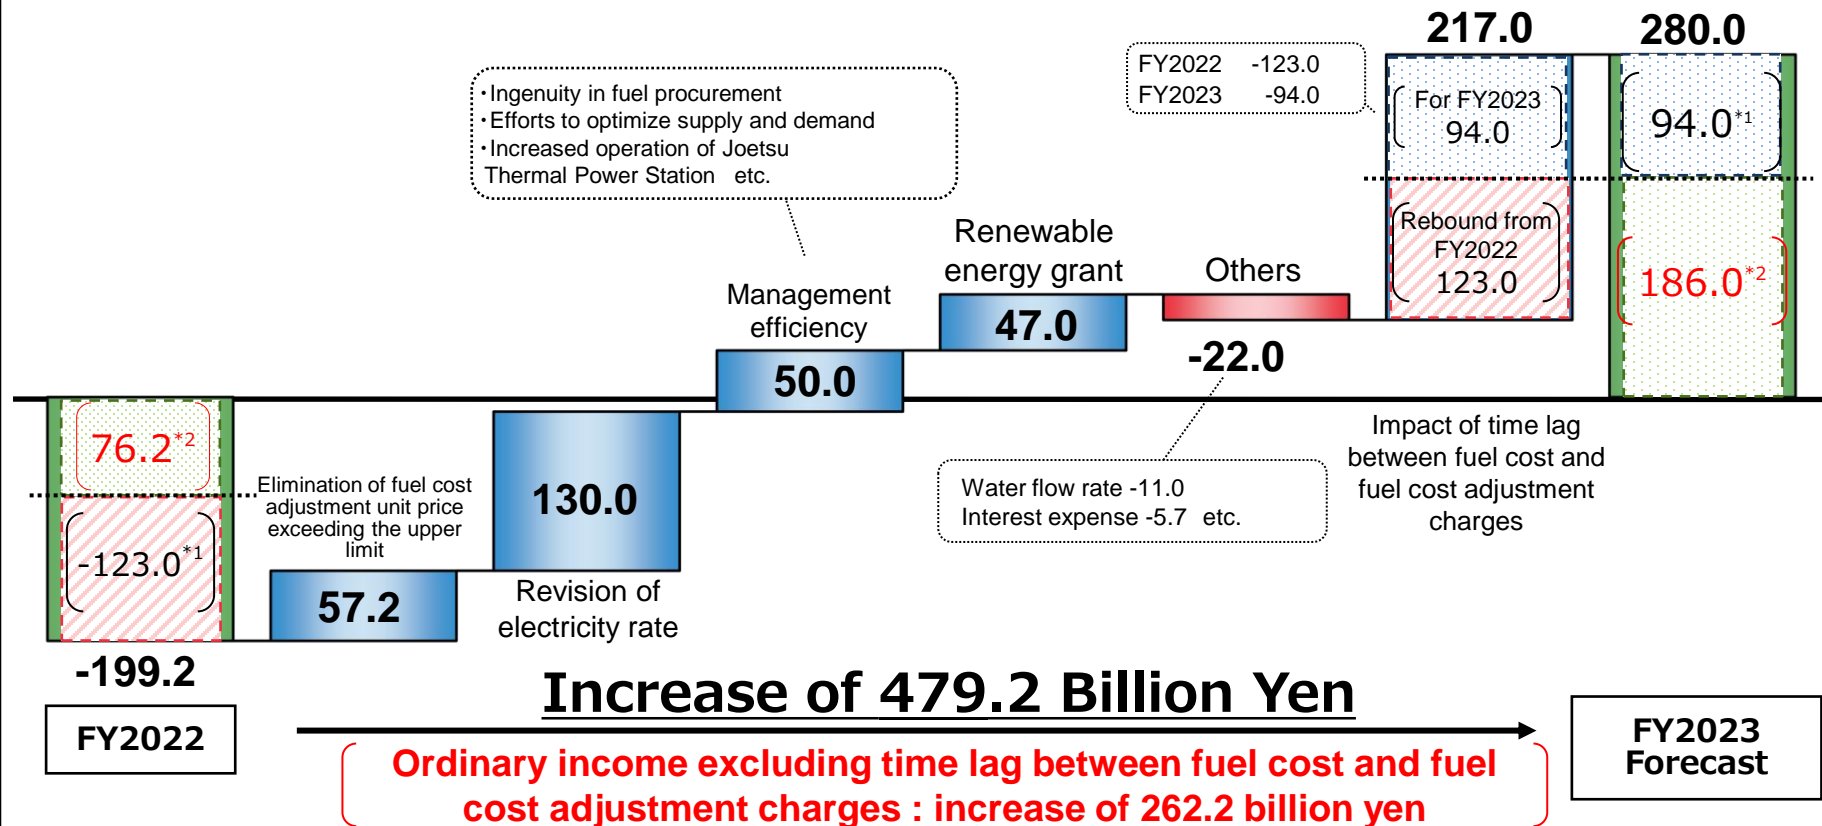 217.0
280.0
・Ingenuity in fuel procurement
・Efforts to optimize supply and demand
・Increased operation of Joetsu
Thermal Power Station etc.
FY2022 -123.0
FY2023 -94.0
For FY2023
94.0
94.0*1
Rebound from
FY2022
123.0
186.0*2
Renewable
energy grant
47.0
Others
-22.0
Management
efficiency
50.0
76.2*2
-123.0*1
Elimination of fuel cost
adjustment unit price
exceeding the upper
limit
57.2
130.0
Revision of
electricity rate
Water flow rate -11.0
Interest expense -5.7 etc.
Impact of time lag
between fuel cost and
fuel cost adjustment
charges
-199.2
FY2022
Increase of 479.2 Billion Yen
Ordinary income excluding time lag between fuel cost and fuel
cost adjustment charges : increase of 262.2 billion yen
FY2023
Forecast